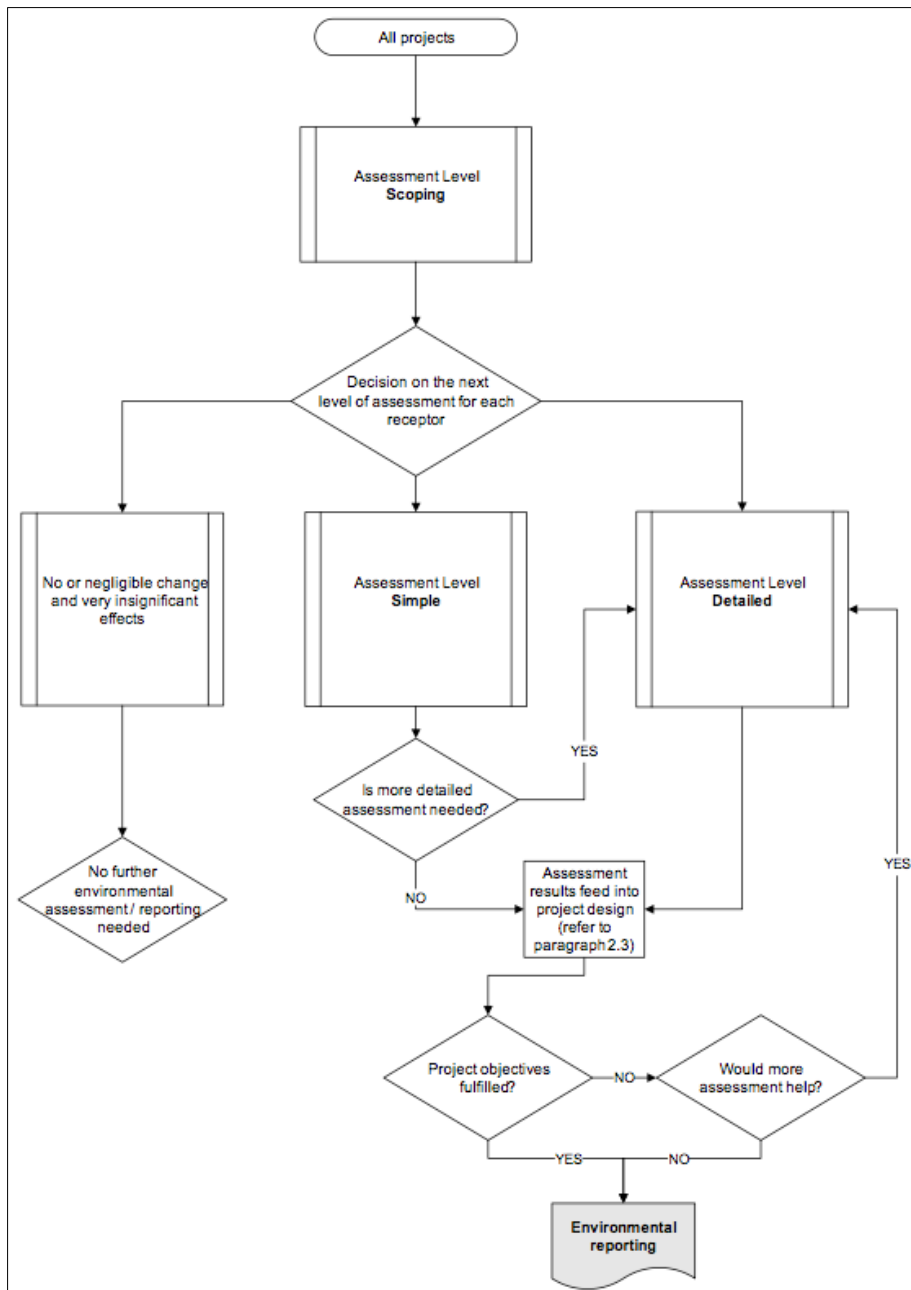 All projects
Assessment Level
Scoping
Decision on the next
level of assessment for each
receptor
No or negligible change
and very insignificant
effects
Assessment Level
Simple
Assessment Level
Detailed
YES
Is more detailed
assessment needed?
YES
No further
environmental
assessment / reporting
needed
NO
Assessment
results feed into
project design
(refer to
paragraph 2.3)
Project objectives
fulfilled?
NO
Would more
assessment help?
YES
NO
Environmental
reporting